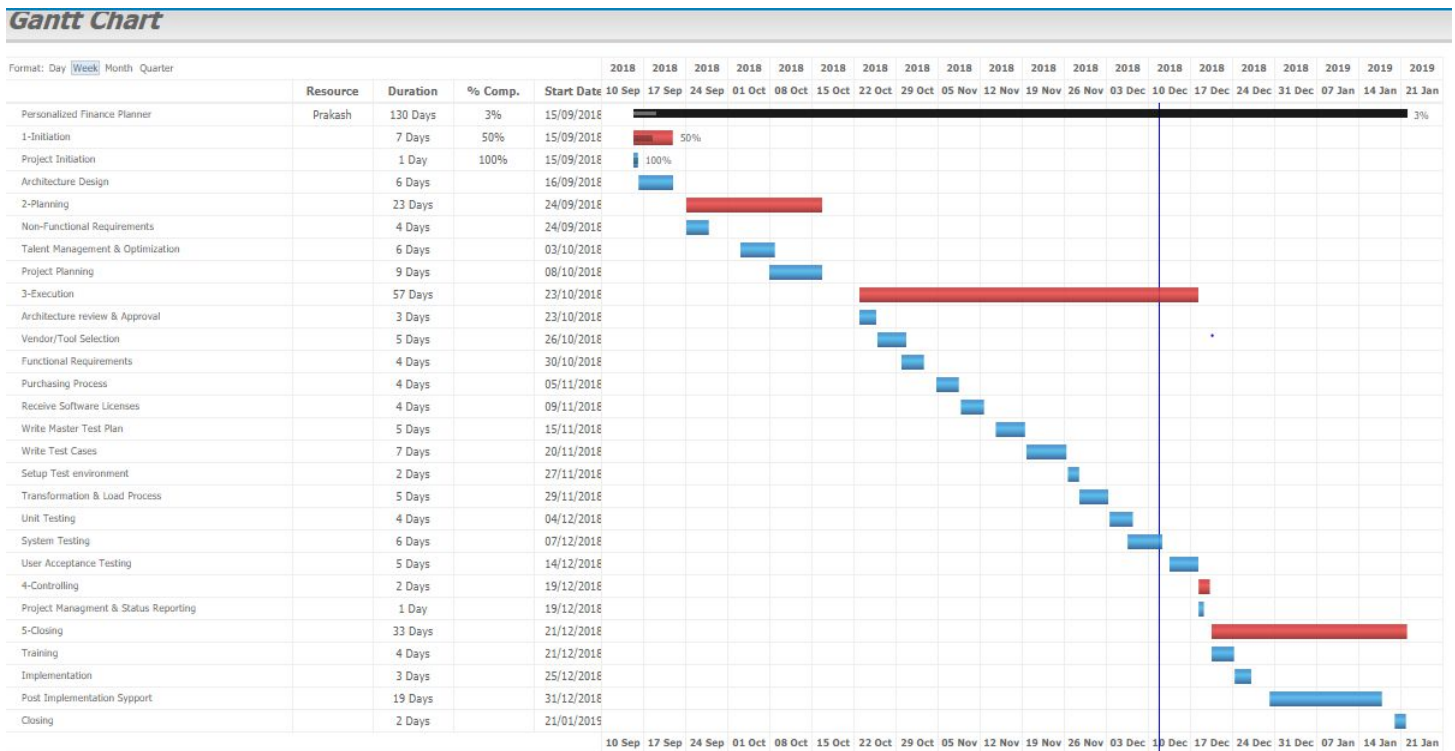 Gantt Chart
Format: Day Week Month Quarter 2018 2018 2018 2018 2018 2018 2018 2018 2018 2018 2018 2018 2018 2018 2018 2018 2018 2019 2019 2019
Resource Duration % Comp. Start Date 10 Sep 17 Sep 24 Sep 01 Oct 08 Oct 15 Oct 22 Oct 29 Oct 05 Nov 12 Nov 19 Nov 26 Nov 03 Dec 10 Dec 17 Dec 24 Dec 31 Dec 07 Jan 14 Jan 21 Jan
Personalized Finance Planner Prakash 130 Days 3% 15/09/2018 3%
1-Initiation 7 Days 50% 15/09/2018 50%
Project Initiation 1 Day 100% 15/09/2018 100%
Architecture Design 6 Days 16/09/2018
2-Planning 23 Days 24/09/2018
Non-Functional Requirements 4 Days 24/09/2018
Talent Management & Optimization 6 Days 03/10/2018
Project Planning 9 Days 08/10/2018
3-Execution 57 Days 23/10/2018
Architecture review & Approval 3 Days 23/10/2018
Vendor/Tool Selection 5 Days 26/10/2018
Functional Requirements 4 Days 30/10/2018
Purchasing Process 4 Days 05/11/2018
Receive Software Licenses 4 Days 09/11/2018
Write Master Test Plan 5 Days 15/11/2018
Write Test Cases 7 Days 20/11/2018
Setup Test environment 2 Days 27/11/2018
Transformation & Load Process 5 Days 29/11/2018
Unit Testing 4 Days 04/12/2018
System Testing 6 Days 07/12/2018
User Acceptance Testing 5 Days 14/12/2018
4-Controlling 2 Days 19/12/2018
Project Managment & Status Reporting 1 Day 19/12/2018
5-Closing 33 Days 21/12/2018
Training 4 Days 21/12/2018
Implementation 3 Days 25/12/2018
Post Implementation Sypport 19 Days 31/12/2018
Closing 2 Days 21/01/2019
10 Sep 17 Sep 24 Sep 01 Oct 08 Oct 15 Oct 22 Oct 29 Oct 05 Nov 12 Nov 19 Nov 26 Nov 03 Dec 10 Dec 17 Dec 24 Dec 31 Dec 07 Jan 14 Jan 21 Jan